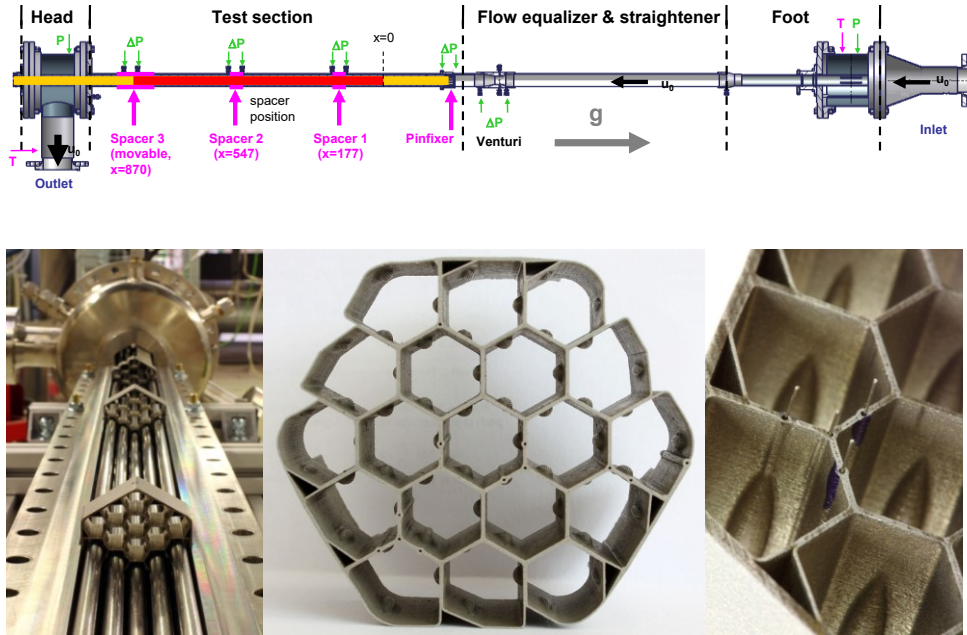 Head
Test section
Flow equalizer & straightener
Foot
P
ΔP
ΔP
ΔP
x=0
ΔP
T
P
u0
u0
spacer
position
Spacer 3
(movable,
x=870)
Spacer 2
(x=547)
Spacer 1
(x=177)
Pinfixer
ΔP
Venturi
g
Inlet
T
u0
Outlet